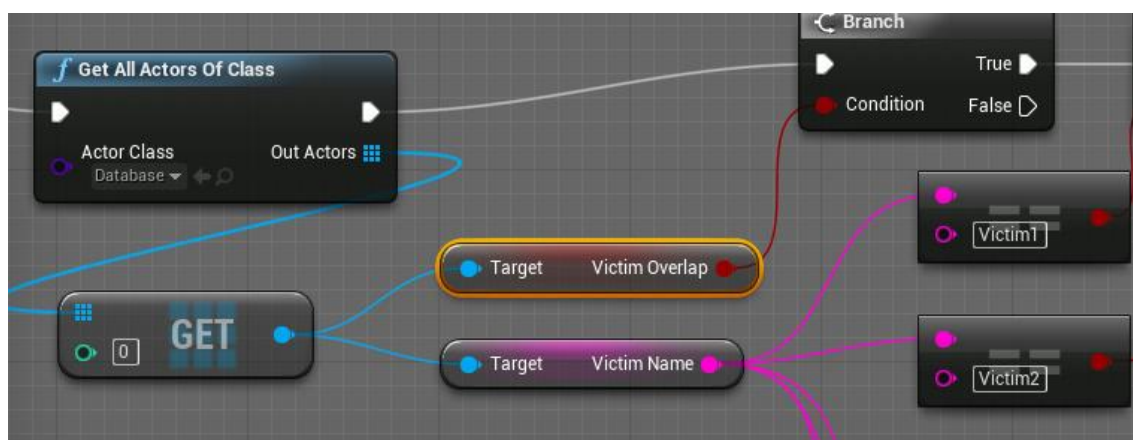 Branch
f Get All Actors Of Class
True
Condition
False
Actor Class
Out Actors
Database
==
Victim1
Target
Victim Overlap
GET
0
Target
Victim Name
==
Victim2